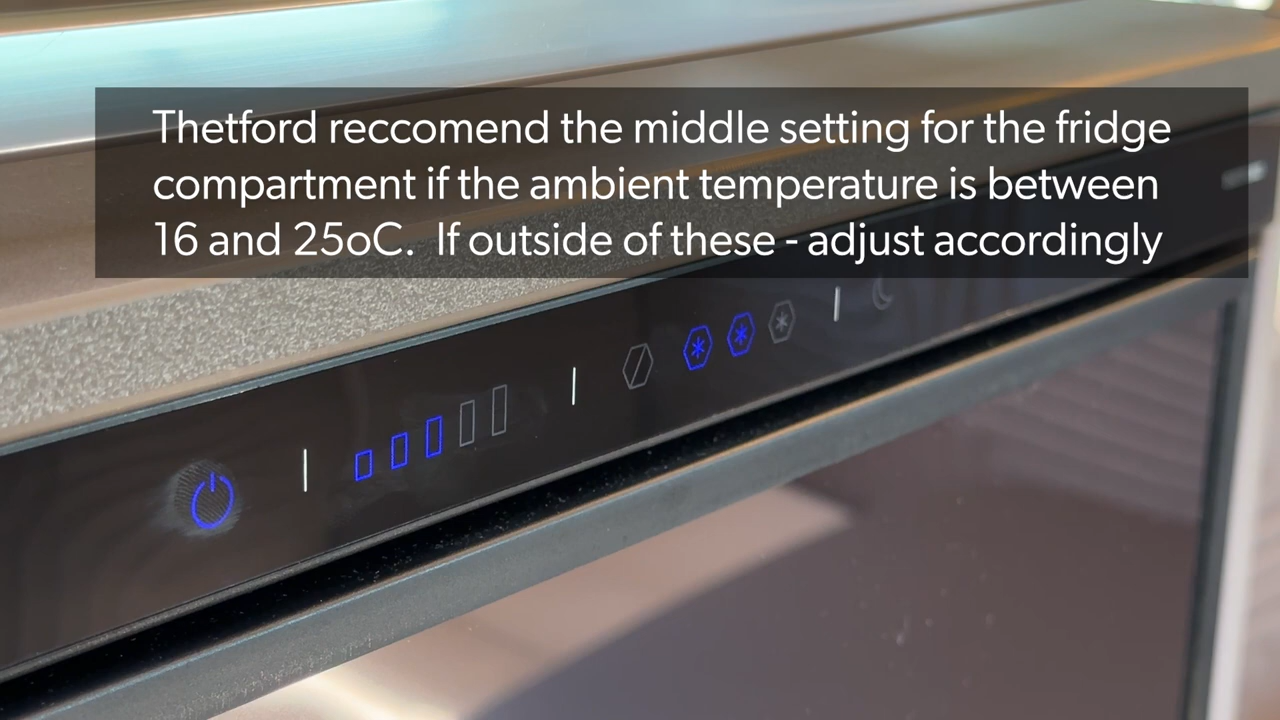 Thetford reccomend the middle setting for the fridge
compartment if the ambient temperature is between
16 and 25oC.  If outside of these - adjust accordingly